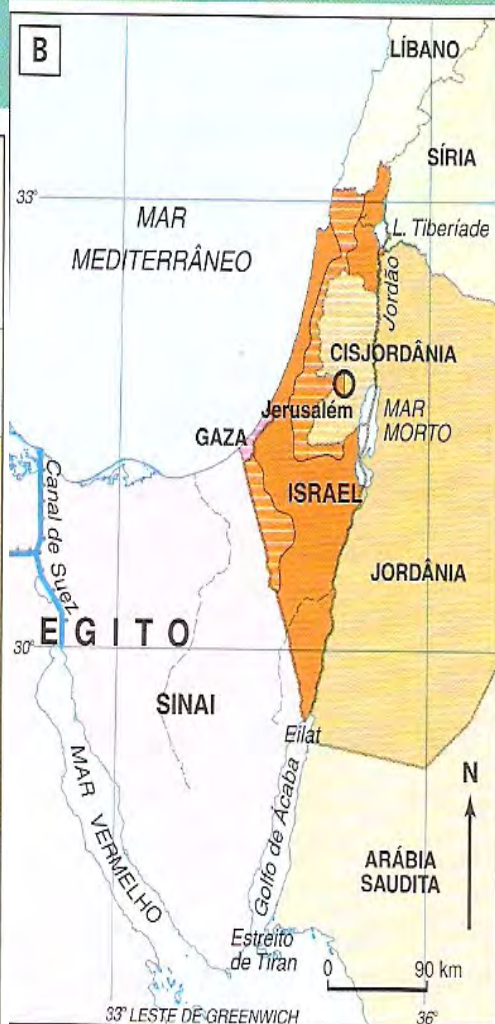 B
LÍBANO
SÍRIA
33°
MAR
MEDITERRÂNEO
L. Tiberíade
Jordão
CISJORDÂNIA
Jerusalém
MAR
MORTO
GAZA
ISRAEL
Canal de Suez
JORDÂNIA
EGITO
30°
SINAI
Eilat
N
MAR VERMELHO
Golfo de Ácaba
ARÁBIA
SAUDITA
Estreito
de Tiran
0 90 km
33° LESTE DE GREENWICH
36°